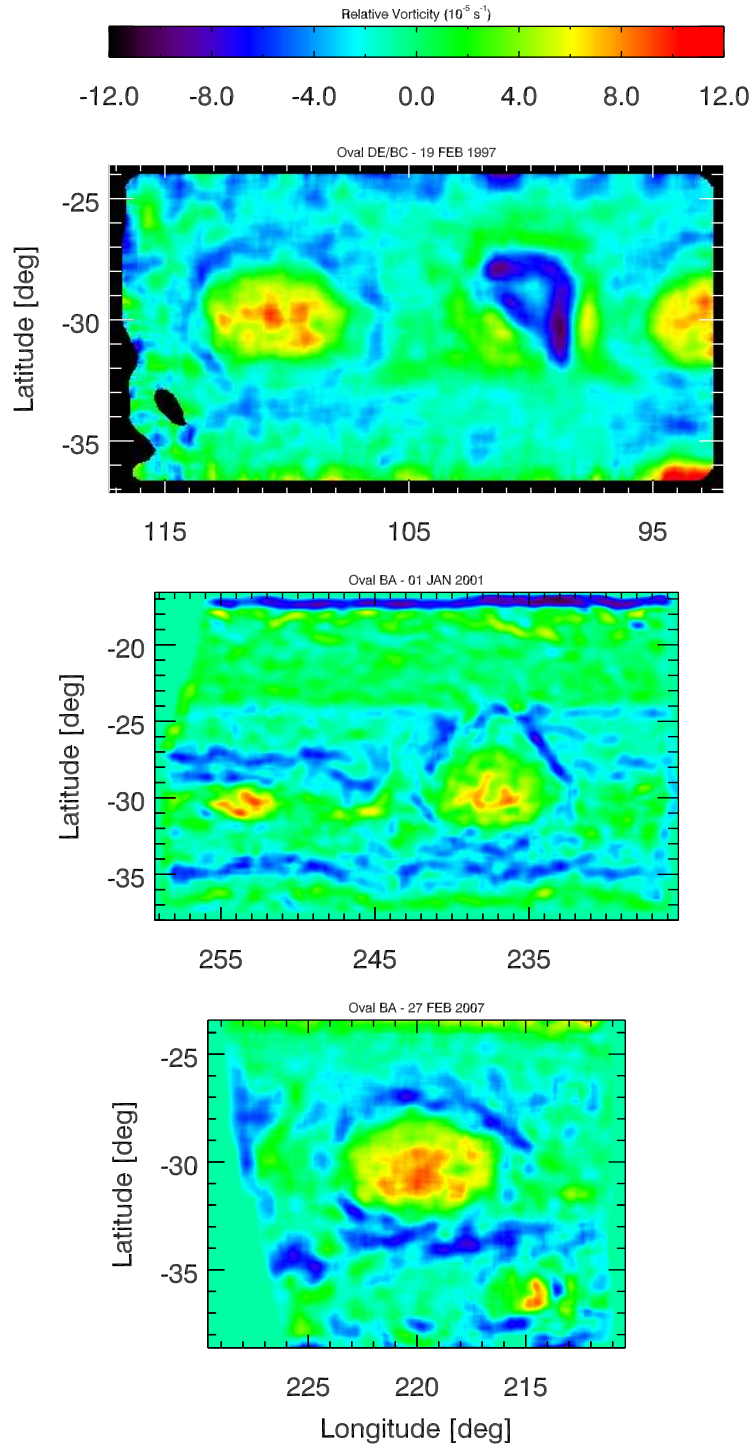 Relative Vorticity (10⁻⁵ s⁻¹)
-12.0 -8.0 -4.0 0.0 4.0 8.0 12.0
Oval DE/BC - 19 FEB 1997
Latitude [deg]
-25
-30
-35
115 105 95
Oval BA - 01 JAN 2001
Latitude [deg]
-20
-25
-30
-35
255 245 235
Oval BA - 27 FEB 2007
Latitude [deg]
-25
-30
-35
225 220 215
Longitude [deg]